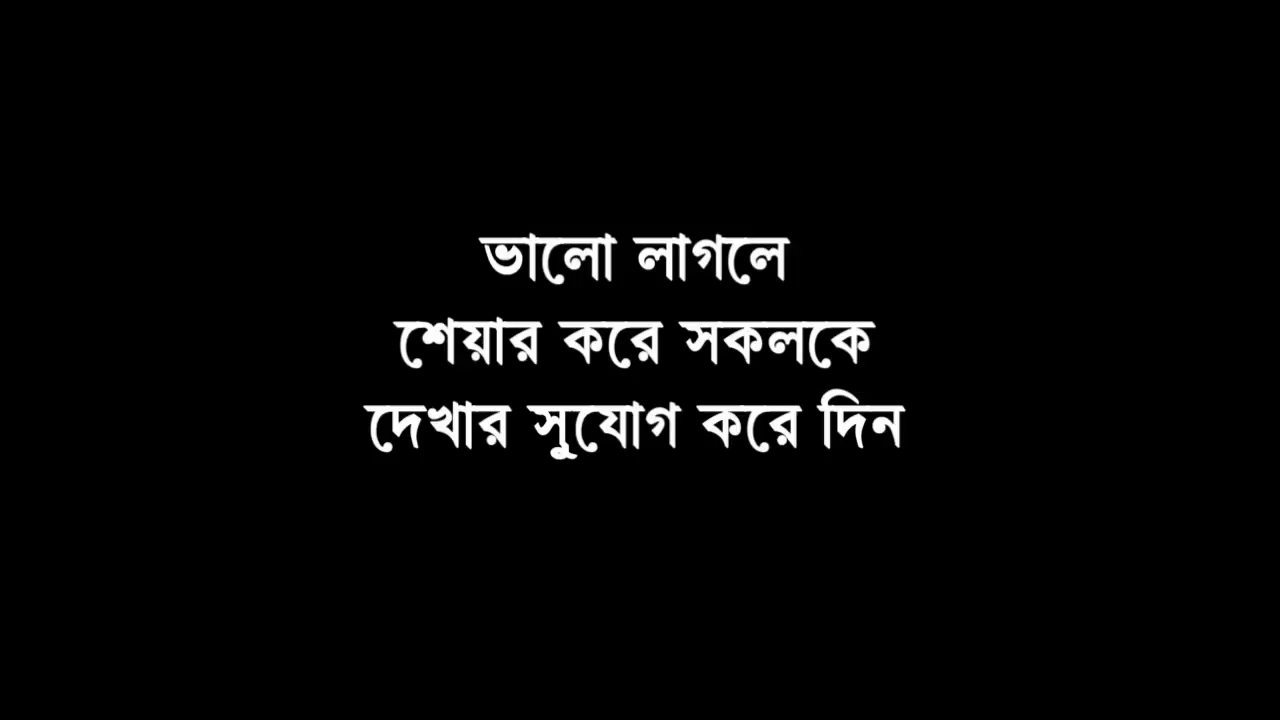 ভালো লাগলে
শেয়ার করে সকলকে
দেখার সুযোগ করে দিন